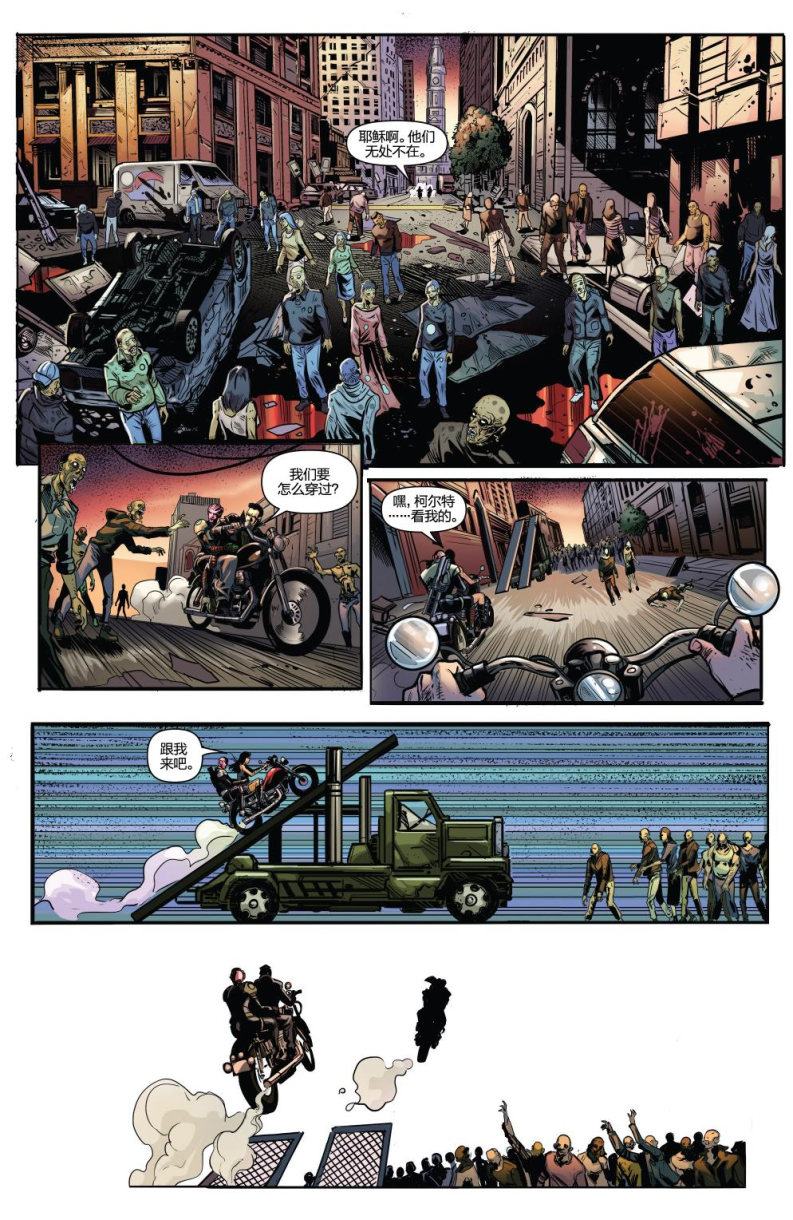 耶稣啊。他们
无处不在。
我们要
怎么穿过？
嘿，柯尔特
……看我的。
跟我
来吧。